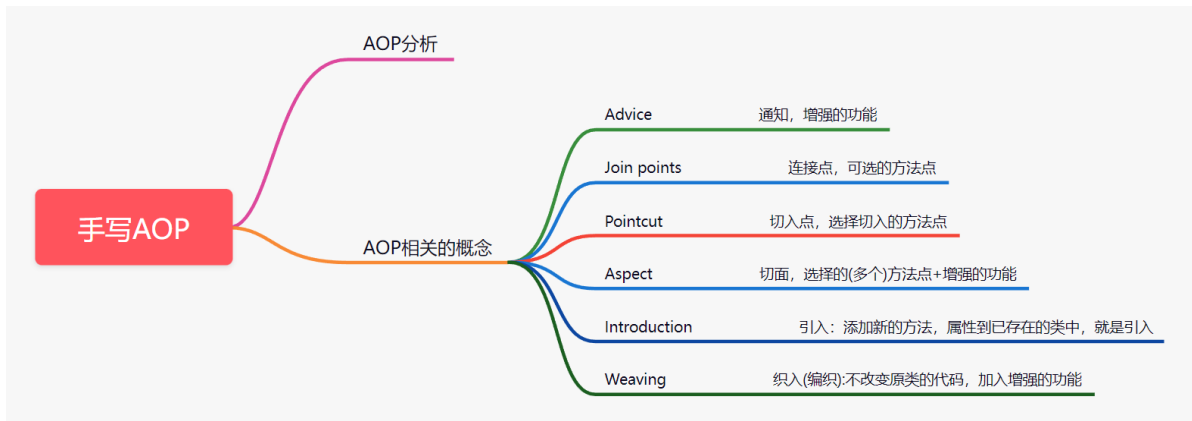 手写AOP
AOP分析
AOP相关的概念
Advice 通知，增强的功能
Join points 连接点，可选的方法点
Pointcut 切入点，选择切入的方法点
Aspect 切面，选择的(多个)方法点+增强的功能
Introduction 引入：添加新的方法，属性到已存在的类中，就是引入
Weaving 织入(编织):不改变原类的代码，加入增强的功能